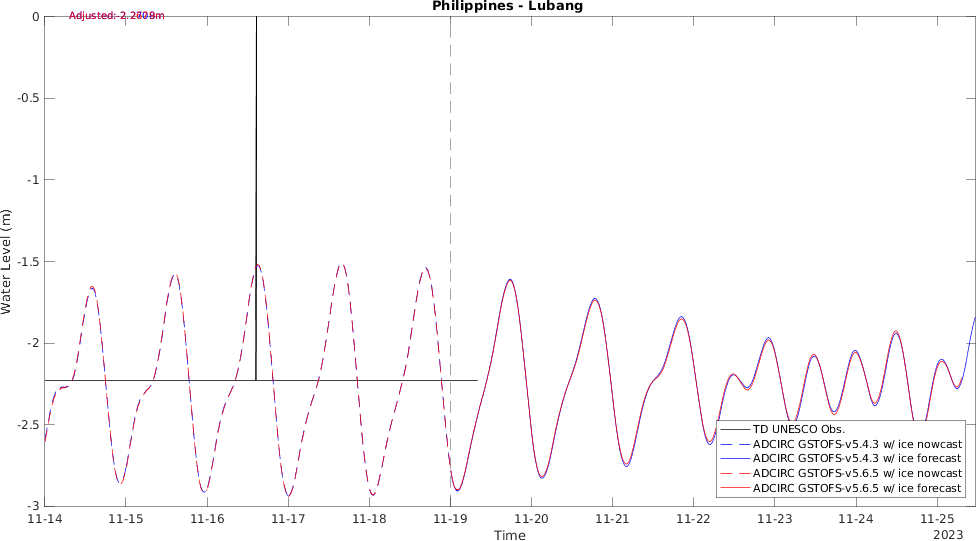 Philippines - Lubang
0
-0.5
-1
-1.5
-2
-2.5
-3
Water Level (m)
11-14
11-15
11-16
11-17
11-18
11-19
11-20
11-21
11-22
11-23
11-24
11-25
Time
2023
TD UNESCO Obs.
ADCIRC GSTOFS-v5.4.3 w/ ice nowcast
ADCIRC GSTOFS-v5.4.3 w/ ice forecast
ADCIRC GSTOFS-v5.6.5 w/ ice nowcast
ADCIRC GSTOFS-v5.6.5 w/ ice forecast